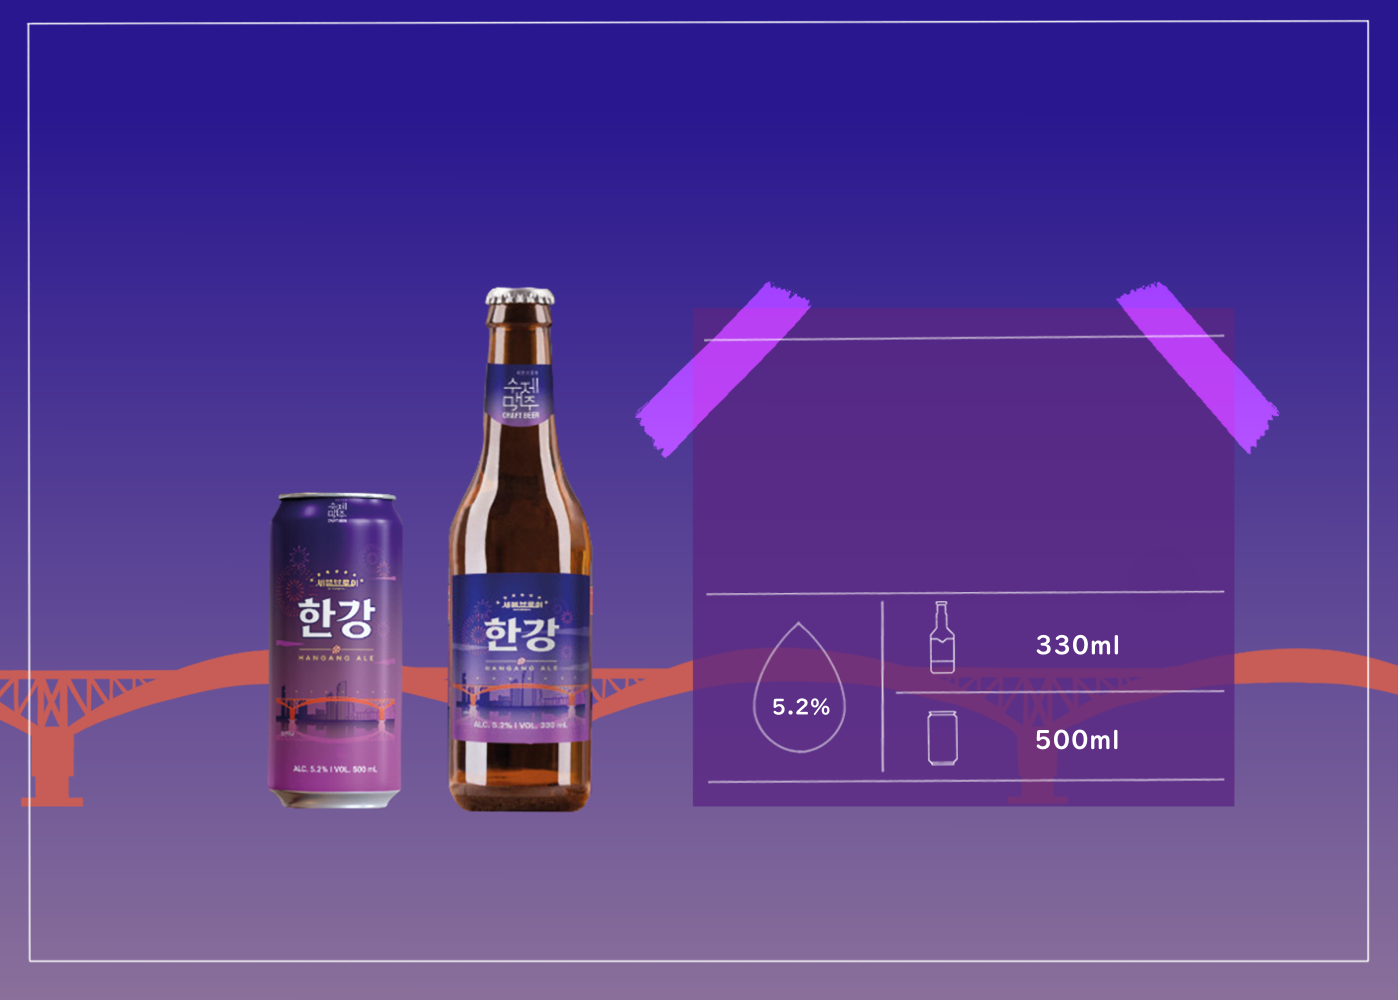 수제
맥주
CRAFT BEER
수제
맥주
CRAFT BEER
세븐브로이
한강
HANGANG ALE
ALC. 5.2% I VOL. 500 mL
세븐브로이
한강
HANGANG ALE
ALC. 5.2% I VOL. 330 mL
5.2%
330ml
500ml